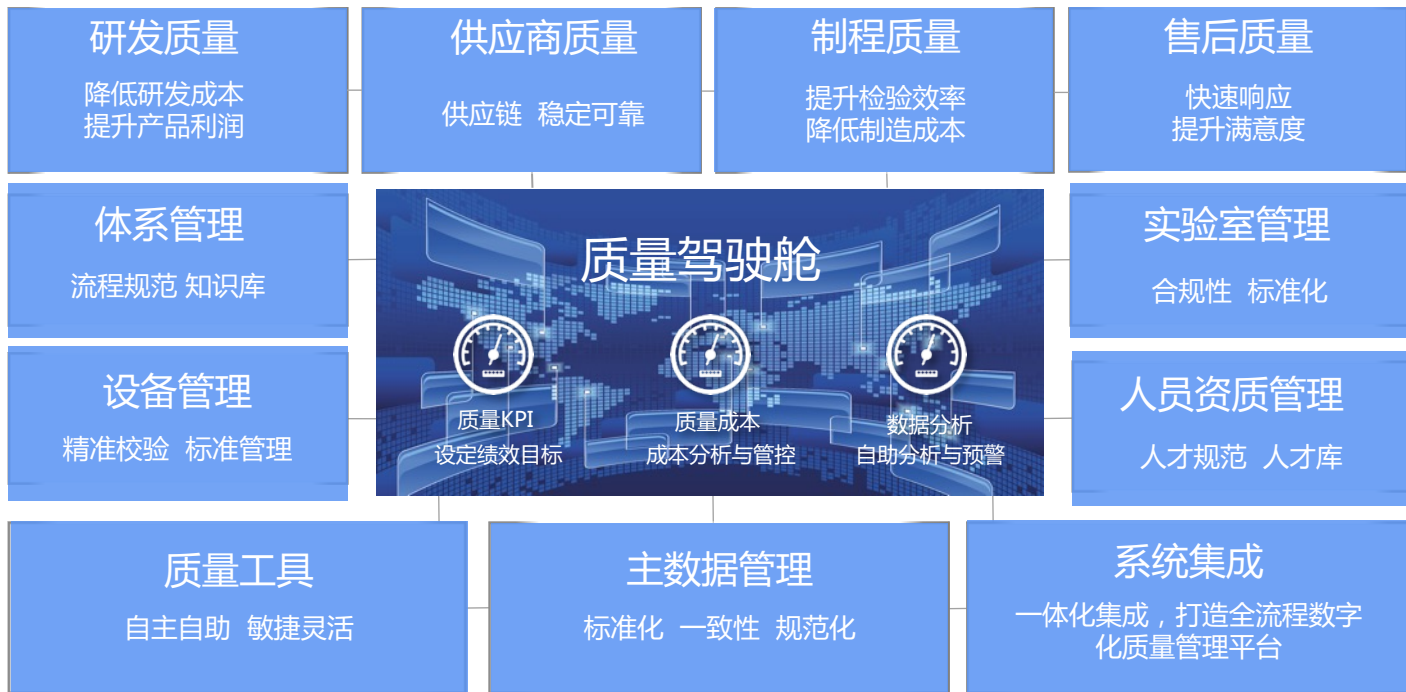 研发质量
降低研发成本
提升产品利润
供应商质量
供应链 稳定可靠
制程质量
提升检验效率
降低制造成本
售后质量
快速响应
提升满意度
体系管理
流程规范 知识库
质量驾驶舱
实验室管理
合规性 标准化
设备管理
精准校验 标准管理
质量KPI
设定绩效目标
质量成本
成本分析与管控
数据分析
自助分析与预警
人员资质管理
人才规范 人才库
质量工具
自主自助 敏捷灵活
主数据管理
标准化 一致性 规范化
系统集成
一体化集成，打造全流程数字
化质量管理平台